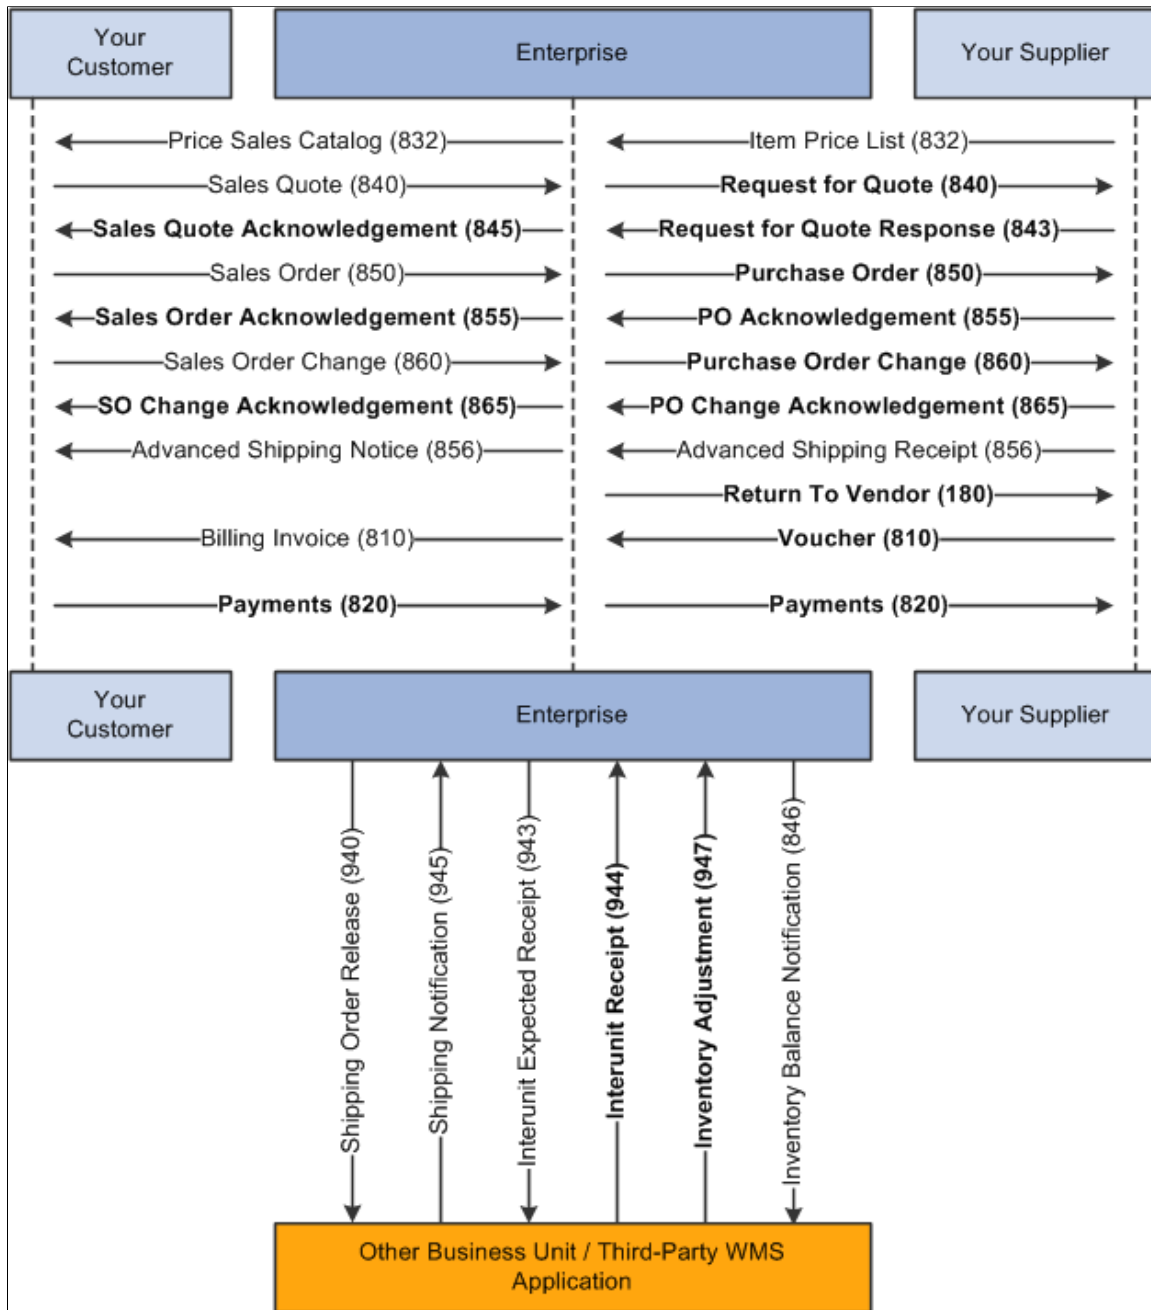 Your
Customer
Enterprise
Your Supplier
Price Sales Catalog (832)
Item Price List (832)
Sales Quote (840)
Request for Quote (840)
Sales Quote Acknowledgement (845)
Request for Quote Response (843)
Sales Order (850)
Purchase Order (850)
Sales Order Acknowledgement (855)
PO Acknowledgement (855)
Sales Order Change (860)
Purchase Order Change (860)
SO Change Acknowledgement (865)
PO Change Acknowledgement (865)
Advanced Shipping Notice (856)
Advanced Shipping Receipt (856)
Return To Vendor (180)
Billing Invoice (810)
Voucher (810)
Payments (820)
Payments (820)
Your
Customer
Enterprise
Your Supplier
Shipping Order Release (940)
Shipping Notification (945)
Interunit Expected Receipt (943)
Interunit Receipt (944)
Inventory Adjustment (947)
Inventory Balance Notification (846)
Other Business Unit / Third-Party WMS
Application